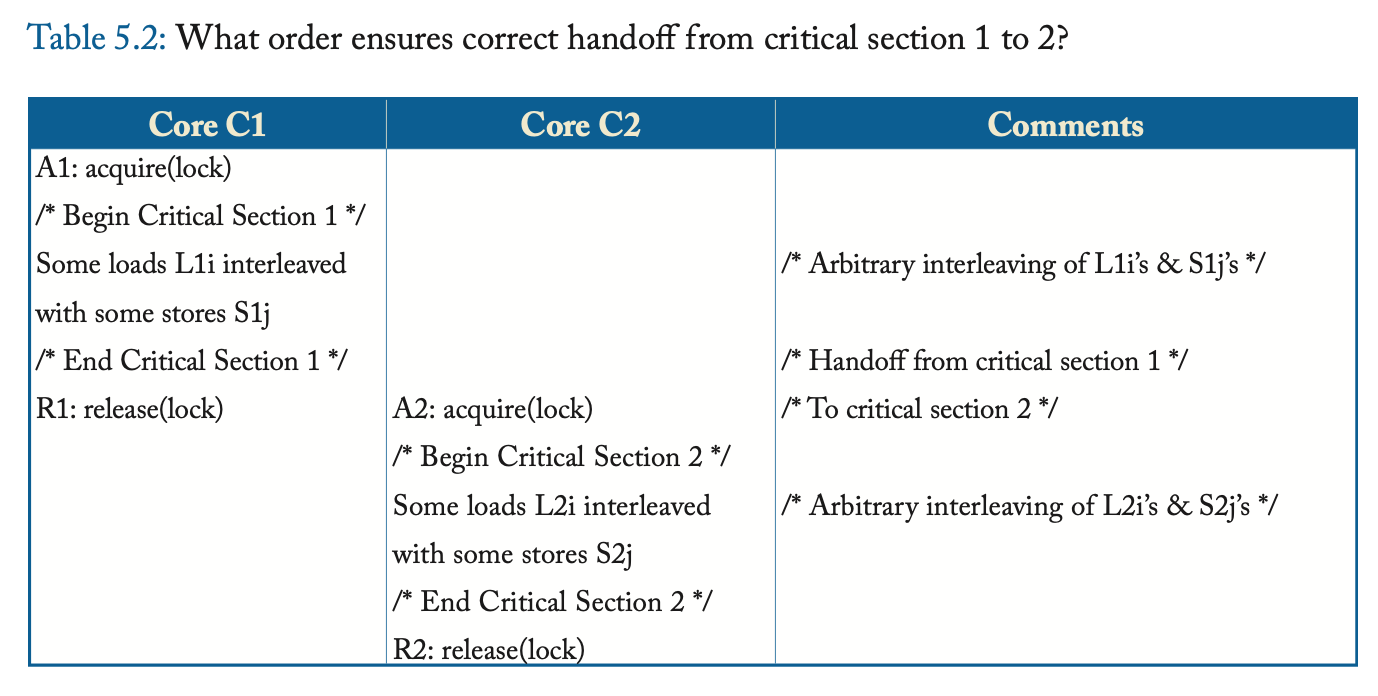 Table 5.2: What order ensures correct handoff from critical section 1 to 2?
Core C1 Core C2 Comments
A1: acquire(lock)
/* Begin Critical Section 1 */
Some loads L1i interleaved /* Arbitrary interleaving of L1i’s & S1j’s */
with some stores S1j
/* End Critical Section 1 */ /* Handoff from critical section 1 */
R1: release(lock) A2: acquire(lock) /* To critical section 2 */
/* Begin Critical Section 2 */
Some loads L2i interleaved /* Arbitrary interleaving of L2i’s & S2j’s */
with some stores S2j
/* End Critical Section 2 */
R2: release(lock)